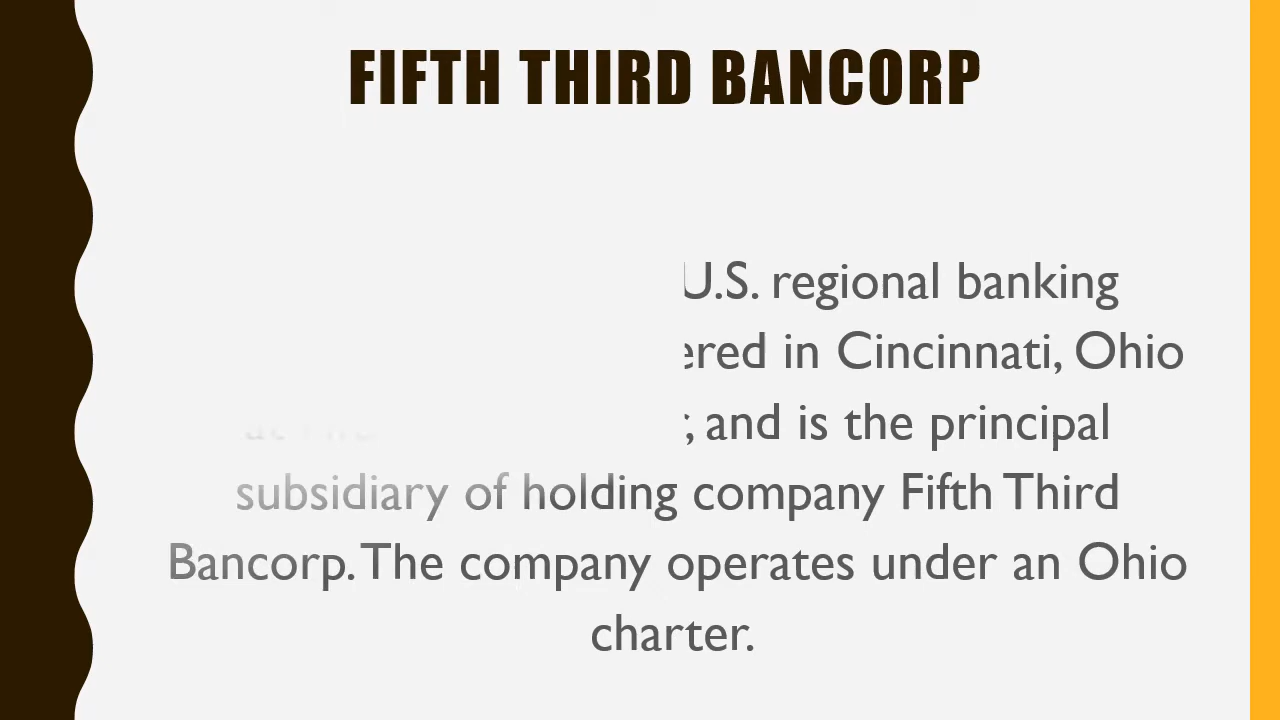 FIFTH THIRD BANCORP
U.S. regional banking
in Cincinnati, Ohio
and is the principal
subsidiary of holding company Fifth Third
Bancorp. The company operates under an Ohio
charter.